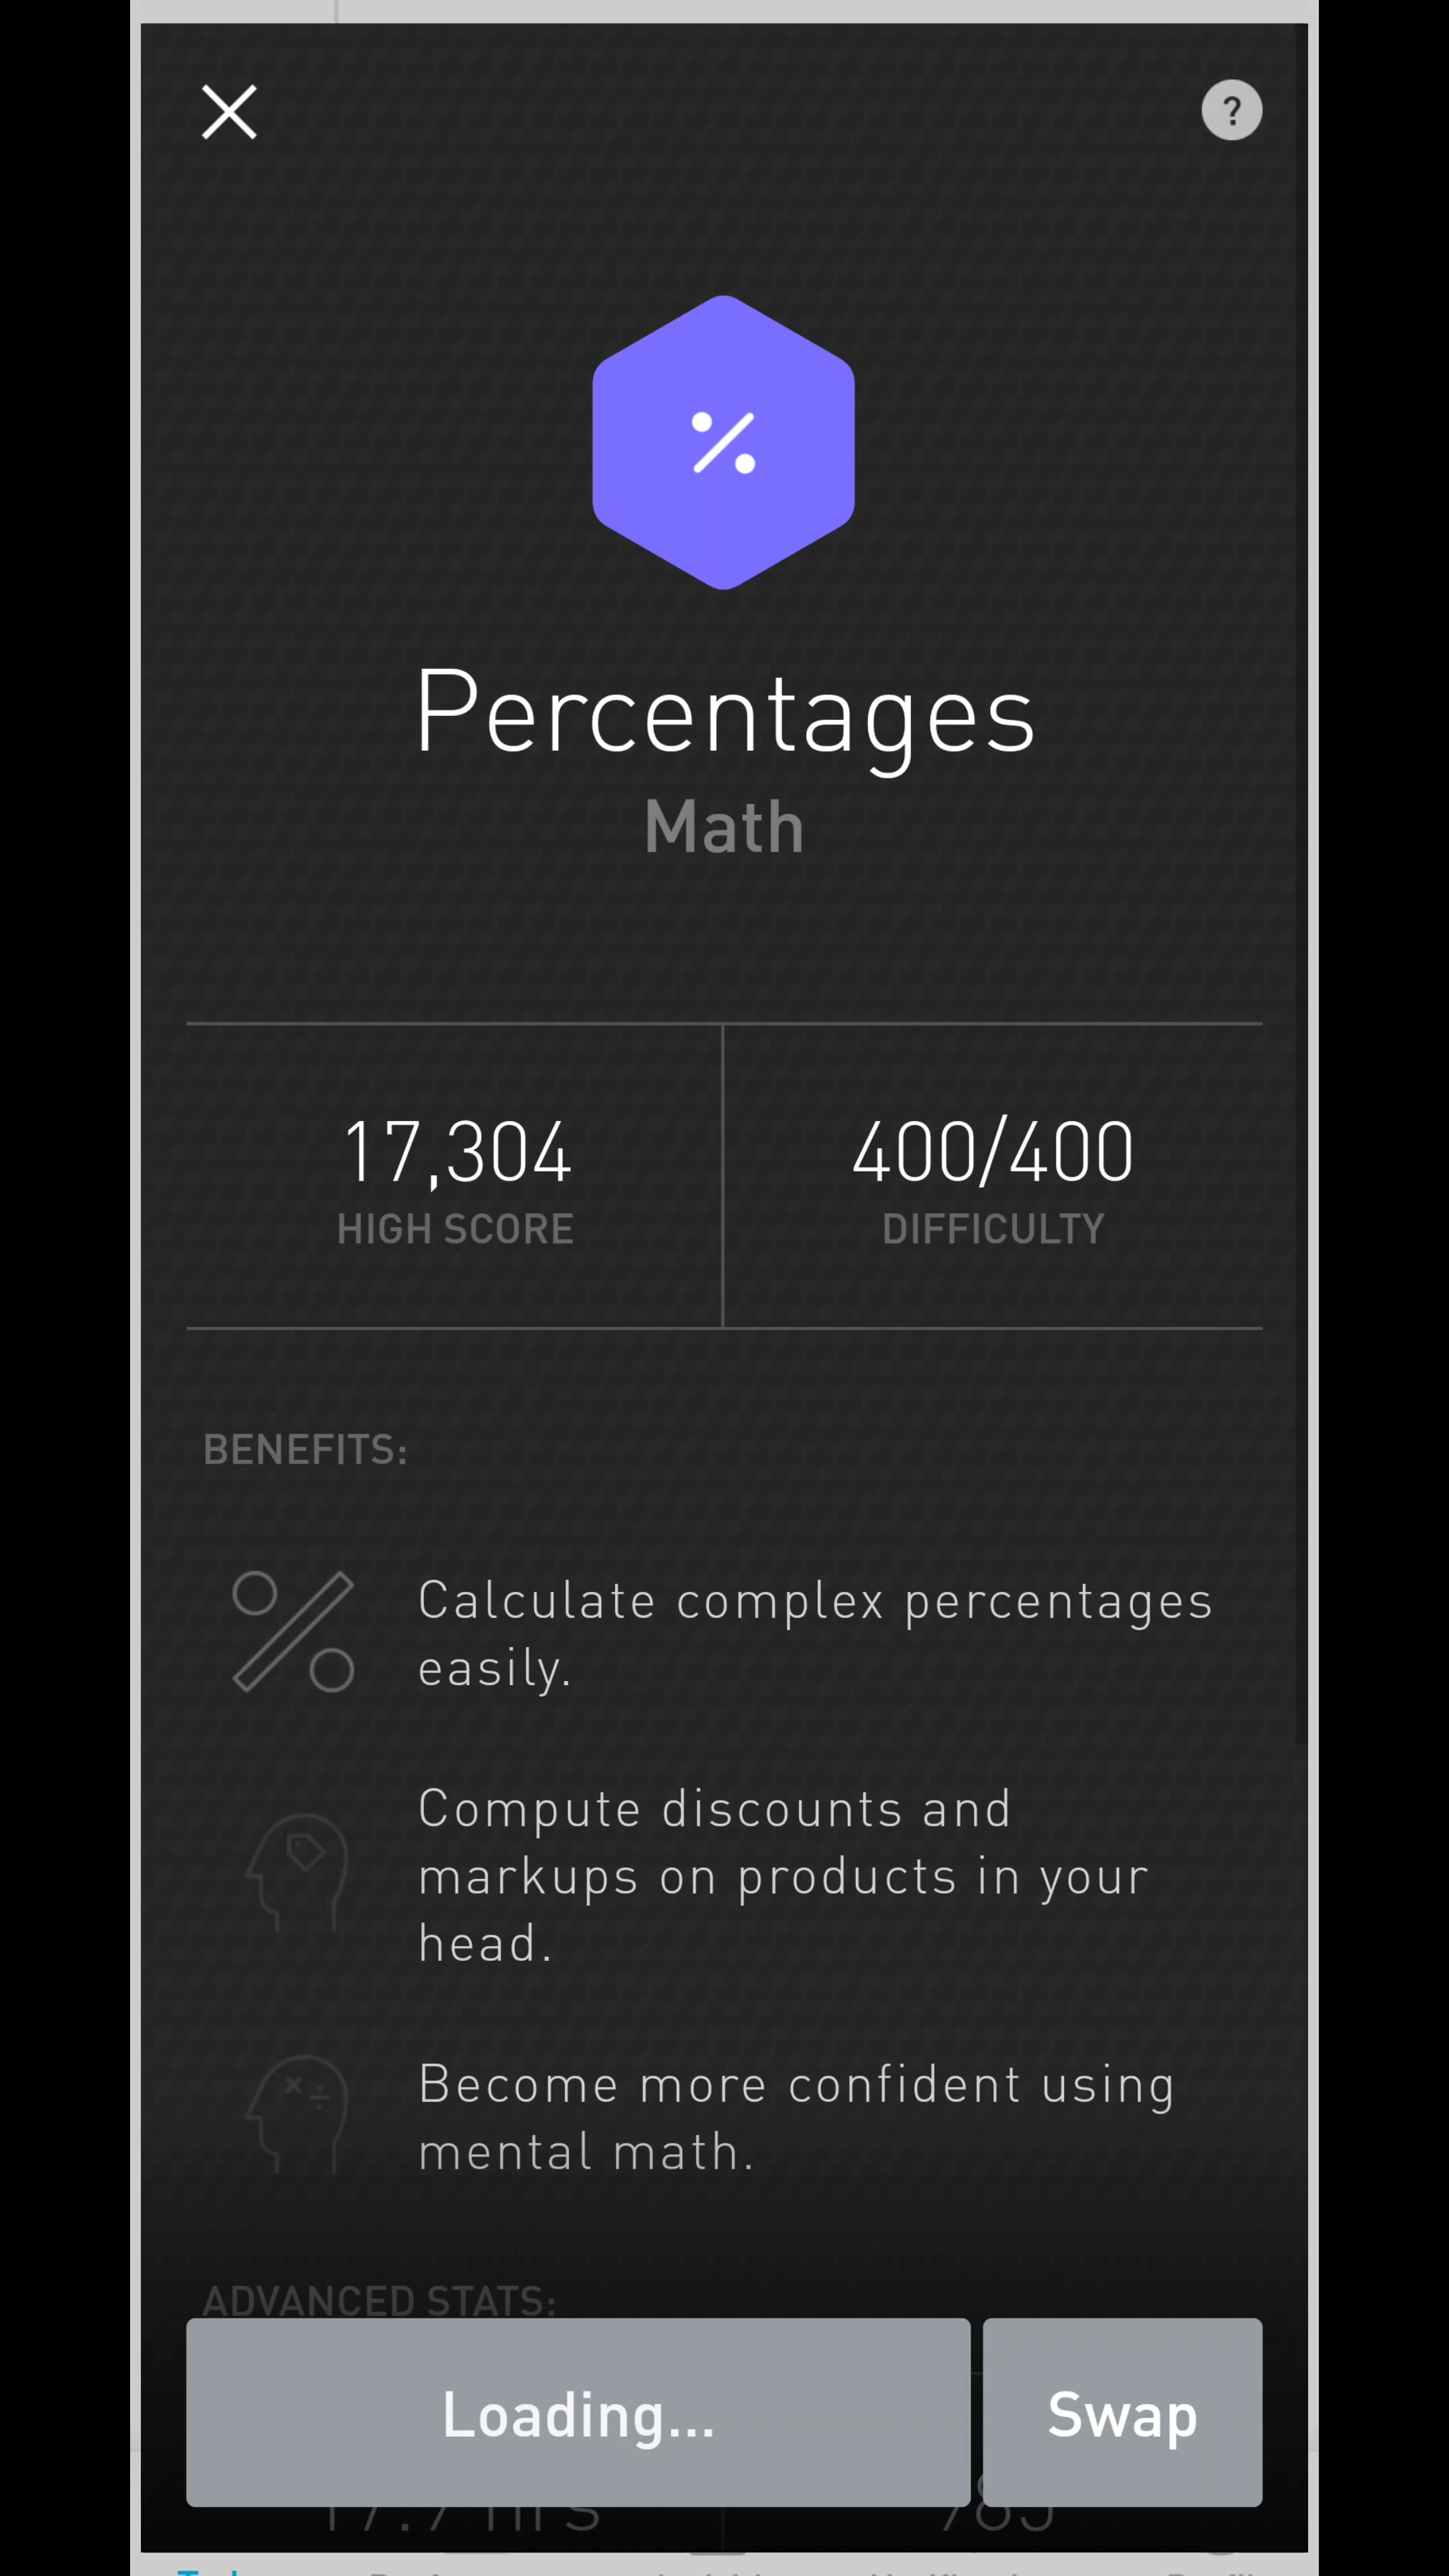 ?
Percentages
Math
17,304
400/400
HIGH SCORE
DIFFICULTY
BENEFITS:
Calculate complex percentages
easily.
Compute discounts and
markups on products in your
head.
Become more confident using
mental math.
ADVANCED STATS:
Loading...
Swap